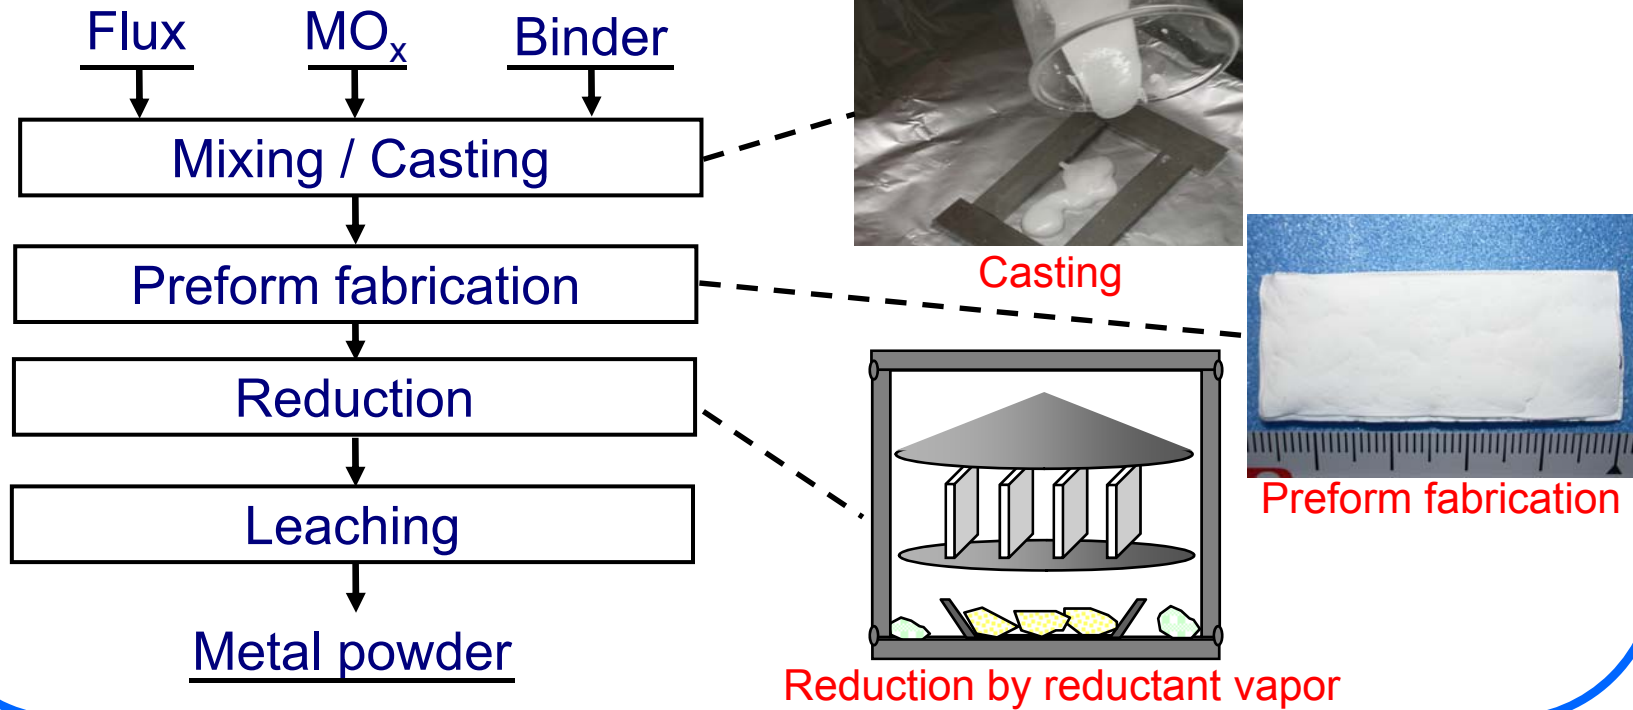 Flux
MOx
Binder
Mixing / Casting
Preform fabrication
Reduction
Leaching
Metal powder
Casting
Preform fabrication
Reduction by reductant vapor